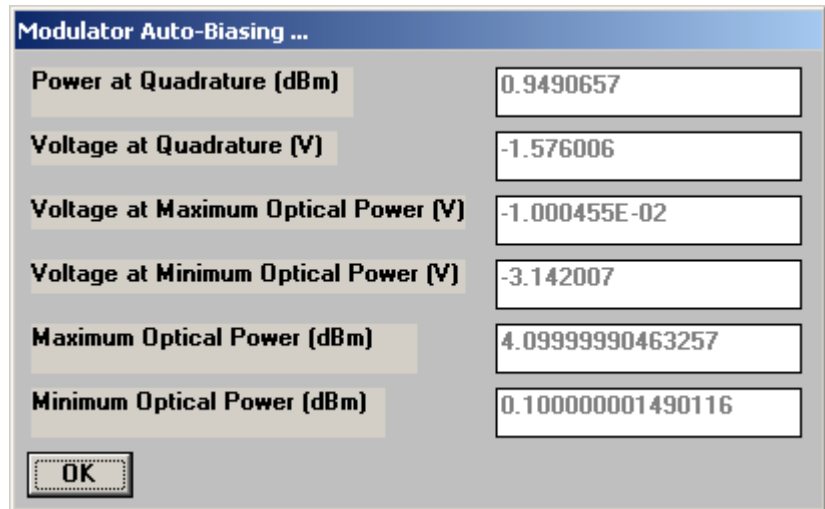 Modulator Auto-Biasing ...
Power at Quadrature (dBm) 0.9490657
Voltage at Quadrature (V) -1.576006
Voltage at Maximum Optical Power (V) -1.000455E-02
Voltage at Minimum Optical Power (V) -3.142007
Maximum Optical Power (dBm) 4.09999990463257
Minimum Optical Power (dBm) 0.100000001490116
OK